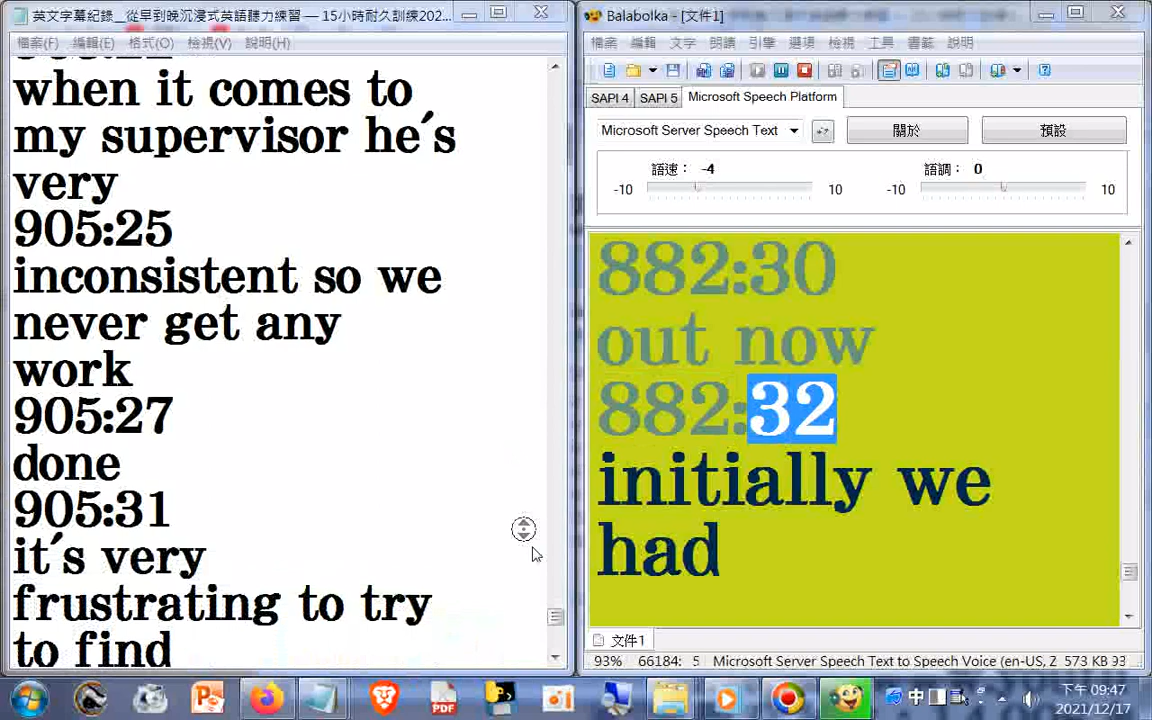 英文字幕紀錄__從早到晚沉浸式英語聽力練習 — 15小時耐久訓練202...
檔案(F) 編輯(E) 格式(O) 檢視(V) 說明(H)
when it comes to
my supervisor he's
very
905:25
inconsistent so we
never get any
work
905:27
done
905:31
it's very
frustrating to try
to find
Balabolka - [文件1]
檔案 編輯 文字 朗讀 引擎 選項 檢視 工具 書籤 說明
SAPI 4 SAPI 5 Microsoft Speech Platform
Microsoft Server Speech Text 關於 預設
語速： -4 語調： 0
-10 10 -10 10
882:30
out now
882:32
initially we
had
文件1
93% 66184: 5 Microsoft Server Speech Text to Speech Voice (en-US, 2 573 KB 93
PDF
中
下午 09:47
2021/12/17